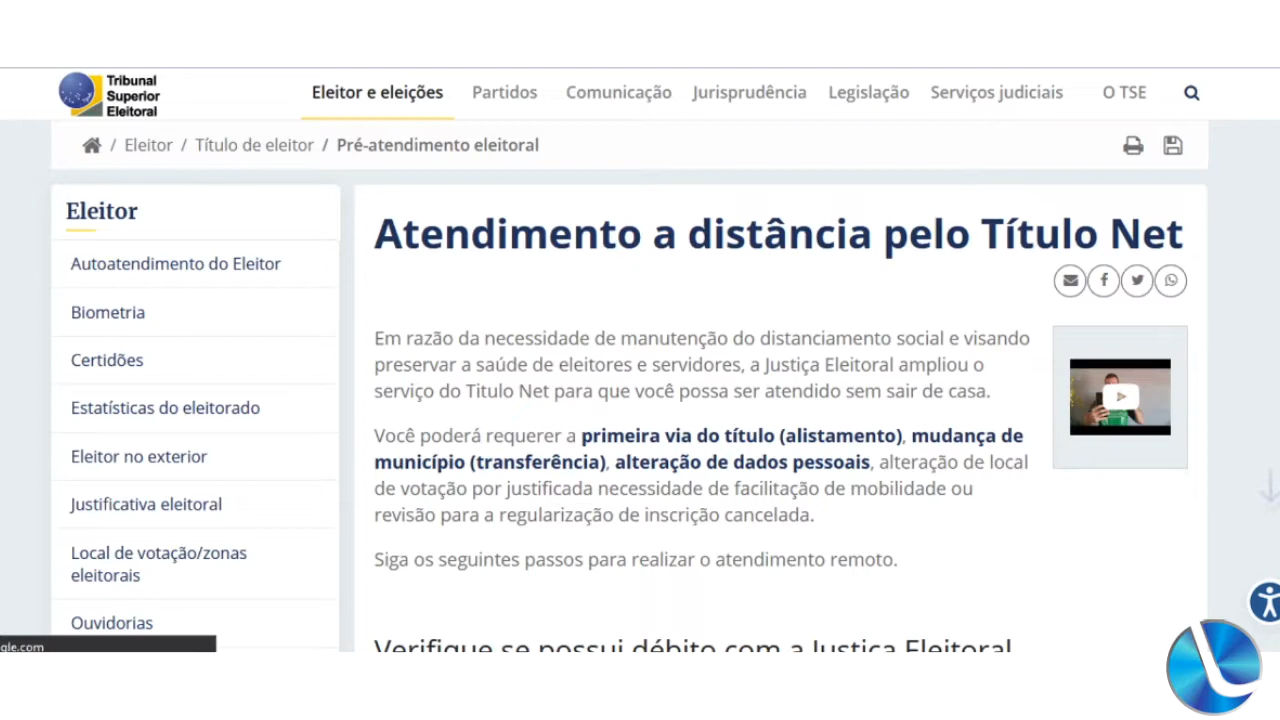 Tribunal
Superior
Eleitoral
Eleitor e eleições Partidos Comunicação Jurisprudência Legislação Serviços judiciais O TSE
/ Eleitor / Título de eleitor / Pré-atendimento eleitoral
Eleitor
Autoatendimento do Eleitor
Biometria
Certidões
Estatísticas do eleitorado
Eleitor no exterior
Justificativa eleitoral
Local de votação/zonas
eleitorais
Ouvidorias
gle.com
Atendimento a distância pelo Título Net
Em razão da necessidade de manutenção do distanciamento social e visando
preservar a saúde de eleitores e servidores, a Justiça Eleitoral ampliou o
serviço do Titulo Net para que você possa ser atendido sem sair de casa.
Você poderá requerer a primeira via do título (alistamento), mudança de
município (transferência), alteração de dados pessoais, alteração de local
de votação por justificada necessidade de facilitação de mobilidade ou
revisão para a regularização de inscrição cancelada.
Siga os seguintes passos para realizar o atendimento remoto.
Verifique se possui débito com a Justiça Eleitoral